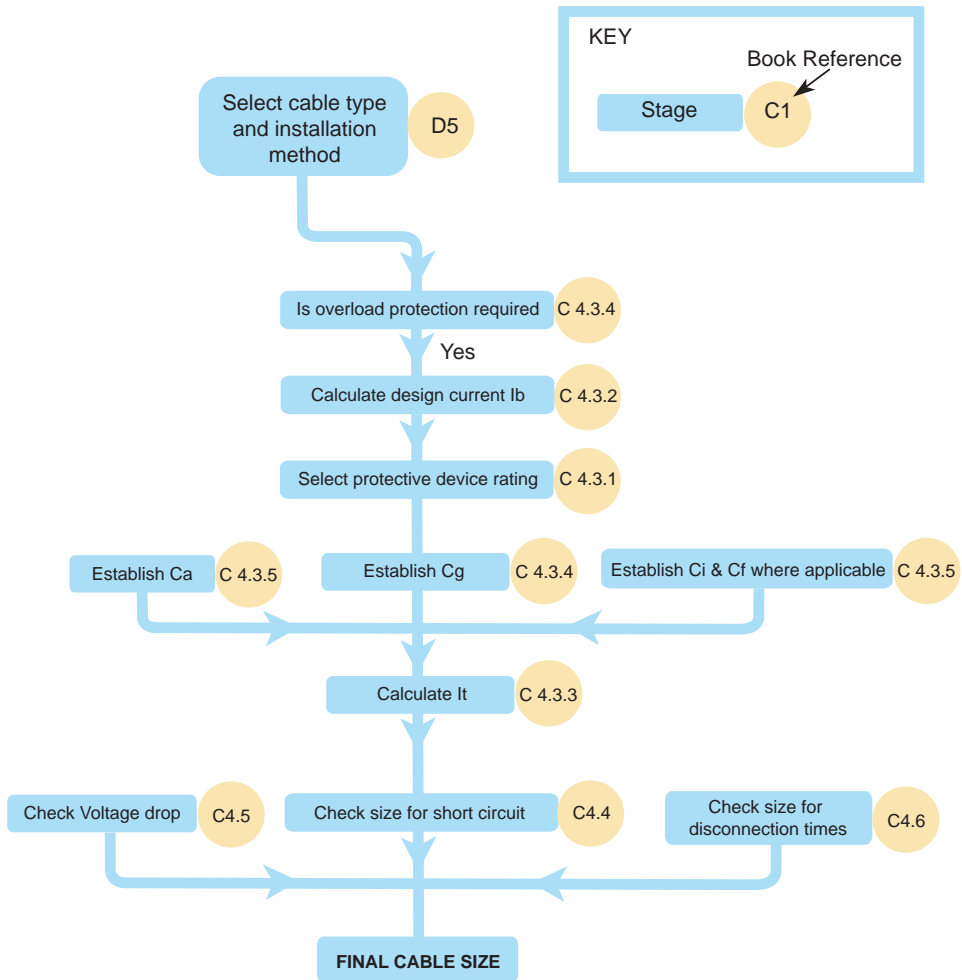 KEY
Book Reference
Stage
C1
Select cable type
and installation
method
D5
Is overload protection required
C 4.3.4
Yes
Calculate design current Ib
C 4.3.2
Select protective device rating
C 4.3.1
Establish Ca
C 4.3.5
Establish Cg
C 4.3.4
Establish Ci & Cf where applicable
C 4.3.5
Calculate It
C 4.3.3
Check Voltage drop
C4.5
Check size for short circuit
C4.4
Check size for
disconnection times
C4.6
FINAL CABLE SIZE